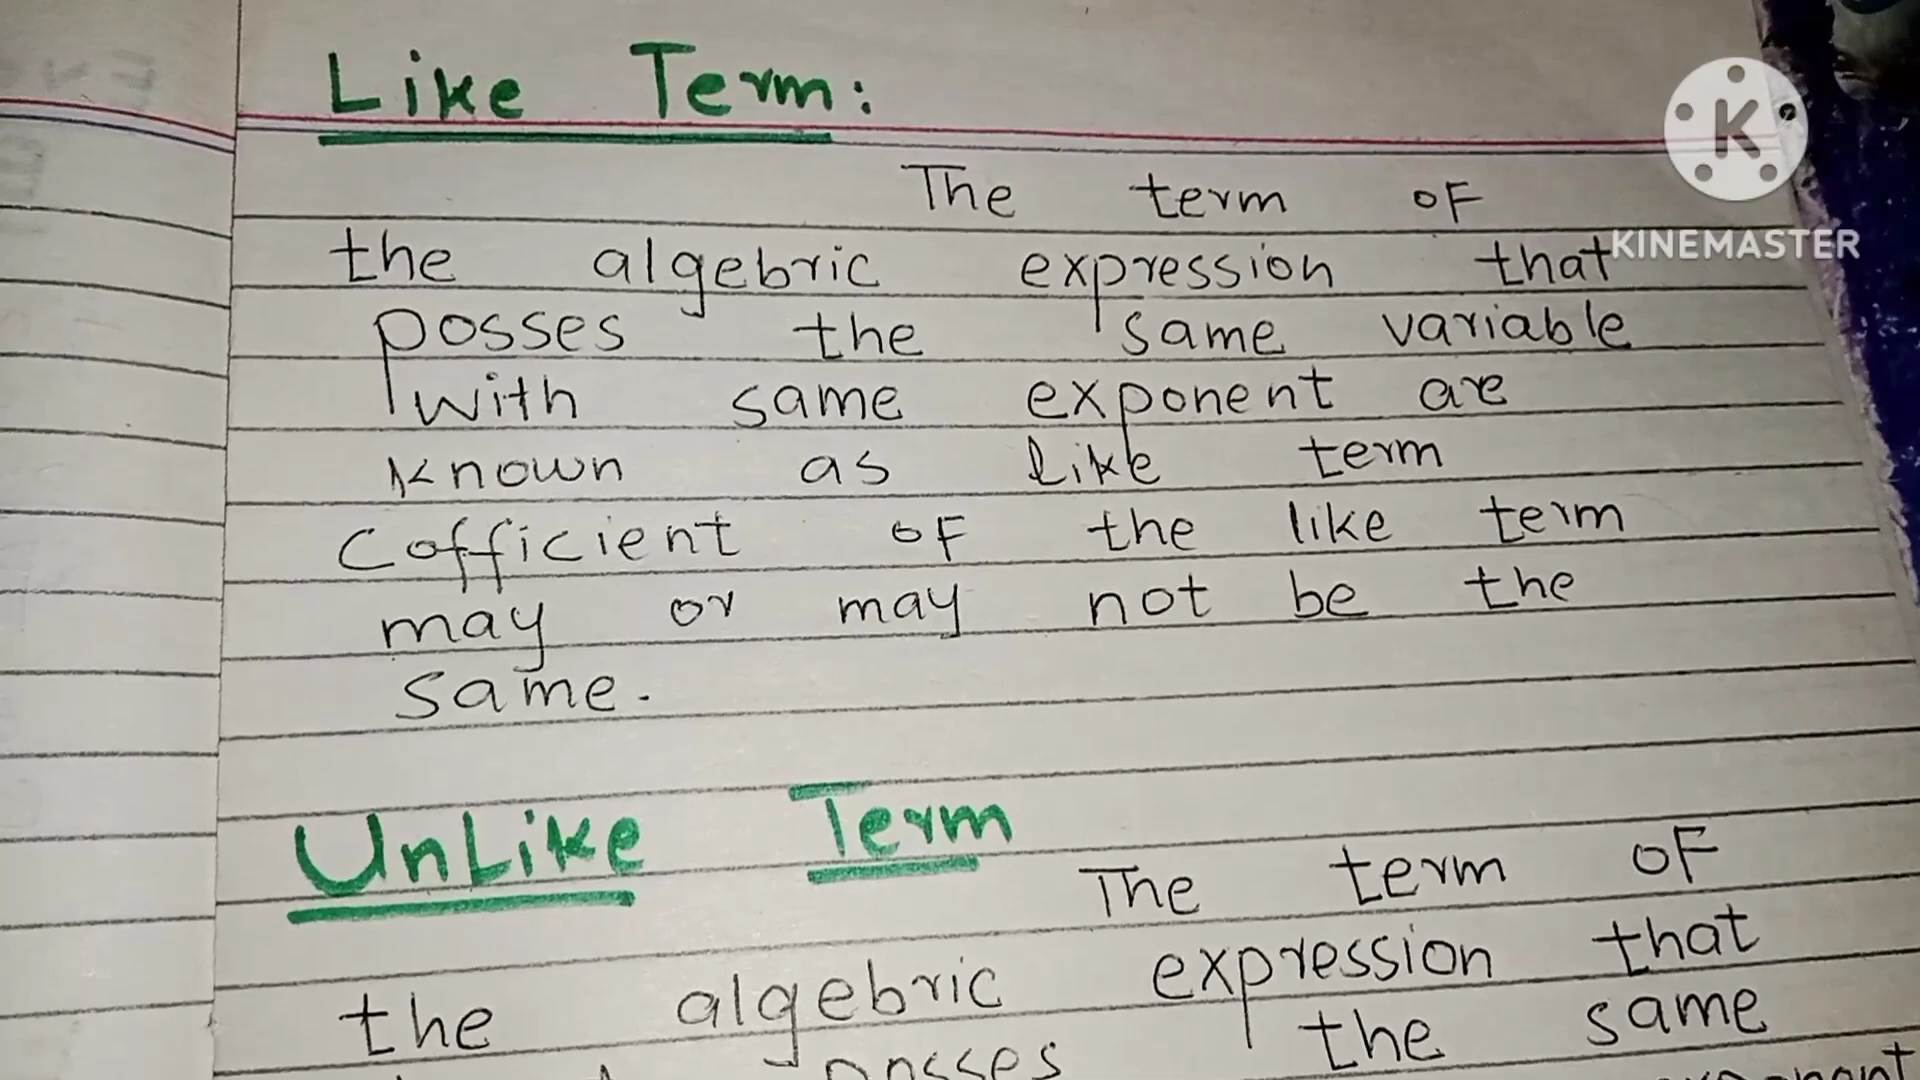 Like Term:
The term of
the algebric expression that
posses the same variable
with same exponent are
known as like term
Cofficient of the like term
may or may not be the
same.
UnLike Term
The term of
the algebric expression that
posses the same
K
KINEMASTER